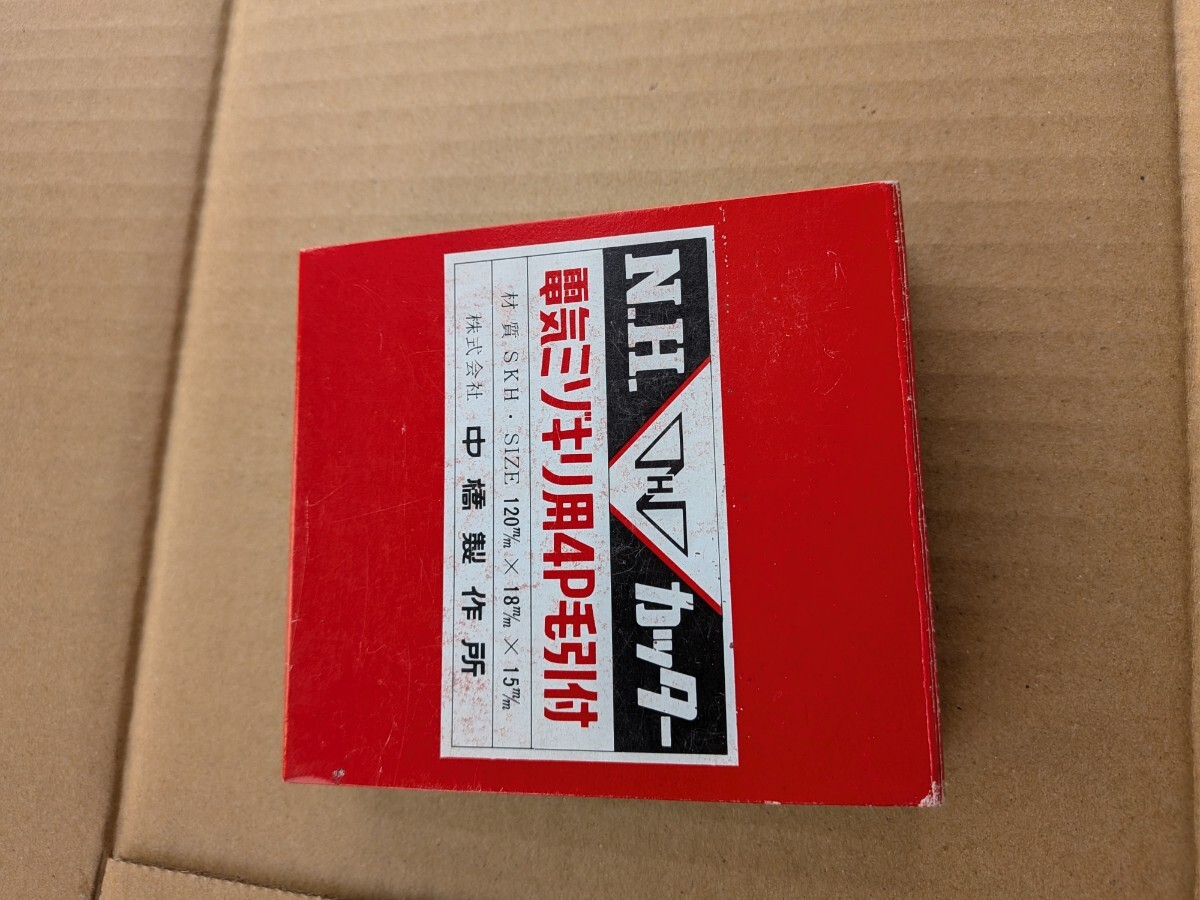 N.H. H カッター
電気ミゾキリ用4P毛引付
材質 SKH・SIZE 120m/m × 18m/m × 15m/m
株式会社 中橋製作所